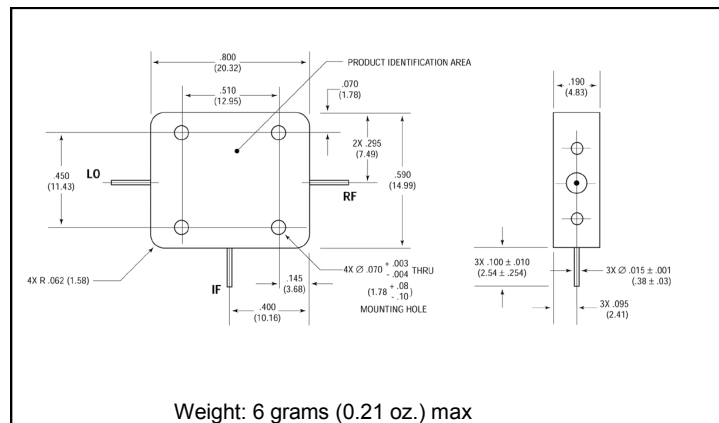 .800
(20.32)
PRODUCT IDENTIFICATION AREA
.510
(12.95)
.070
(1.78)
.190
(4.83)
2X .295
(7.49)
.450
(11.43)
LO
RF
.590
(14.99)
4X R .062 (1.58)
IF
.145
(3.68)
.400
(10.16)
4X Ø .070 + .003 - .004 THRU
(1.78 + .08 - .10)
MOUNTING HOLE
3X .100 ± .010
(2.54 ± .254)
3X Ø .015 ± .001
(.38 ± .03)
3X .095
(2.41)
Weight: 6 grams (0.21 oz.) max